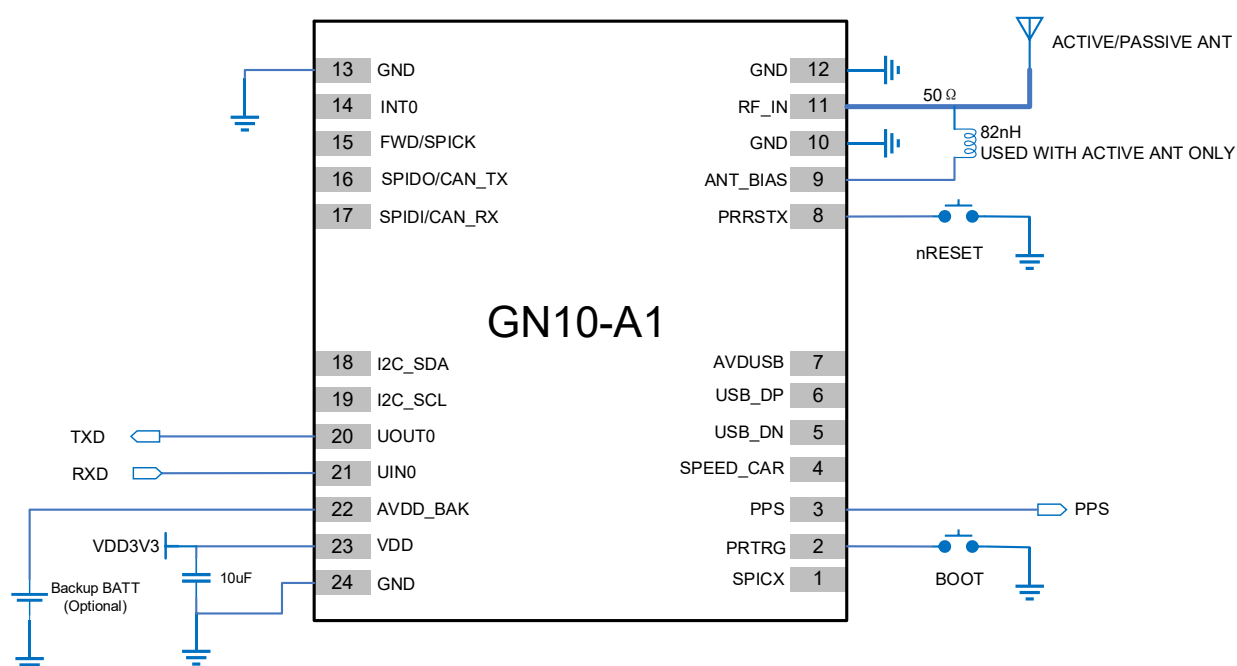 ACTIVE/PASSIVE ANT
13 GND
GND 12
14 INT0
RF_IN 11
50 Ω
15 FWD/SPICK
GND 10
82nH
USED WITH ACTIVE ANT ONLY
16 SPIDO/CAN_TX
ANT_BIAS 9
17 SPIDI/CAN_RX
PRRSTX 8
nRESET
GN10-A1
18 I2C_SDA
AVDUSB 7
19 I2C_SCL
USB_DP 6
TXD
20 UOUT0
USB_DN 5
RXD
21 UIN0
SPEED_CAR 4
22 AVDD_BAK
PPS 3
PPS
VDD3V3
23 VDD
PRTRG 2
BOOT
10uF
24 GND
SPICX 1
Backup BATT
(Optional)